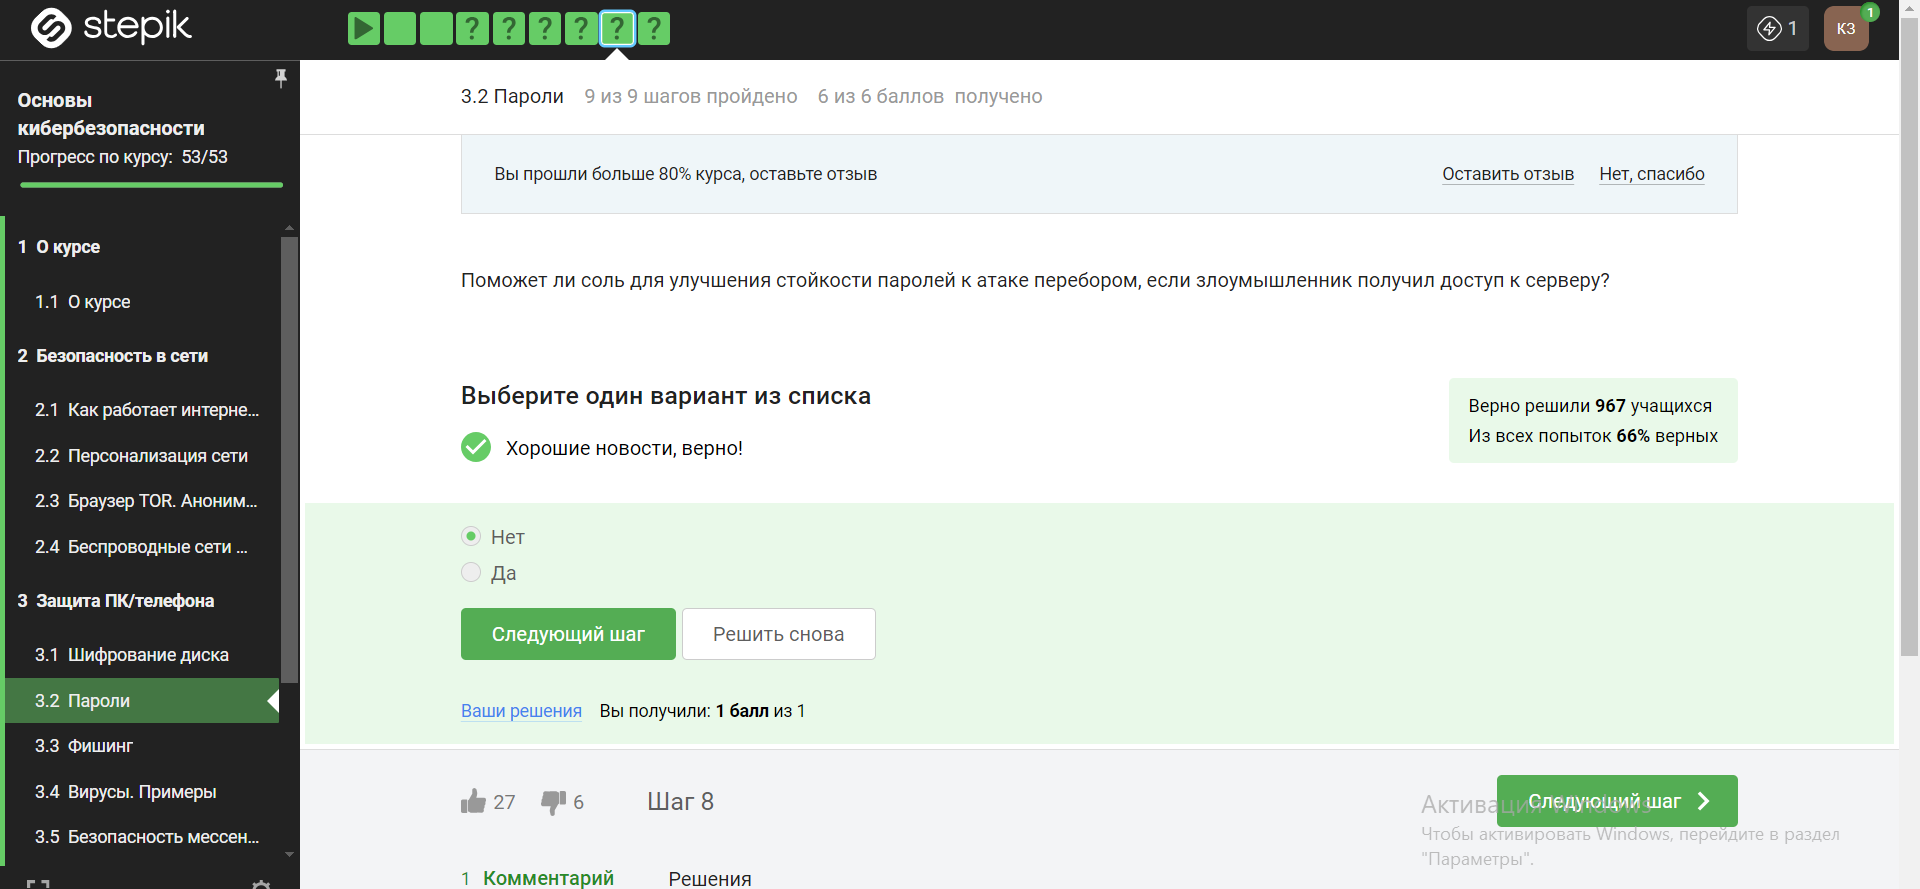 stepik
? ? ? ? ? ?
1
КЗ
1
Основы
кибербезопасности
Прогресс по курсу: 53/53
1 О курсе
1.1 О курсе
2 Безопасность в сети
2.1 Как работает интерне...
2.2 Персонализация сети
2.3 Браузер TOR. Аноним...
2.4 Беспроводные сети ...
3 Защита ПК/телефона
3.1 Шифрование диска
3.2 Пароли
3.3 Фишинг
3.4 Вирусы. Примеры
3.5 Безопасность мессен...
3.2 Пароли 9 из 9 шагов пройдено 6 из 6 баллов получено
Вы прошли больше 80% курса, оставьте отзыв
Оставить отзыв Нет, спасибо
Поможет ли соль для улучшения стойкости паролей к атаке перебором, если злоумышленник получил доступ к серверу?
Выберите один вариант из списка
Хорошие новости, верно!
Верно решили 967 учащихся
Из всех попыток 66% верных
Нет
Да
Следующий шаг Решить снова
Ваши решения Вы получили: 1 балл из 1
27 6 Шаг 8
Следующий шаг
Активация Windows
Чтобы активировать Windows, перейдите в раздел
"Параметры".
1 Комментарий Решения